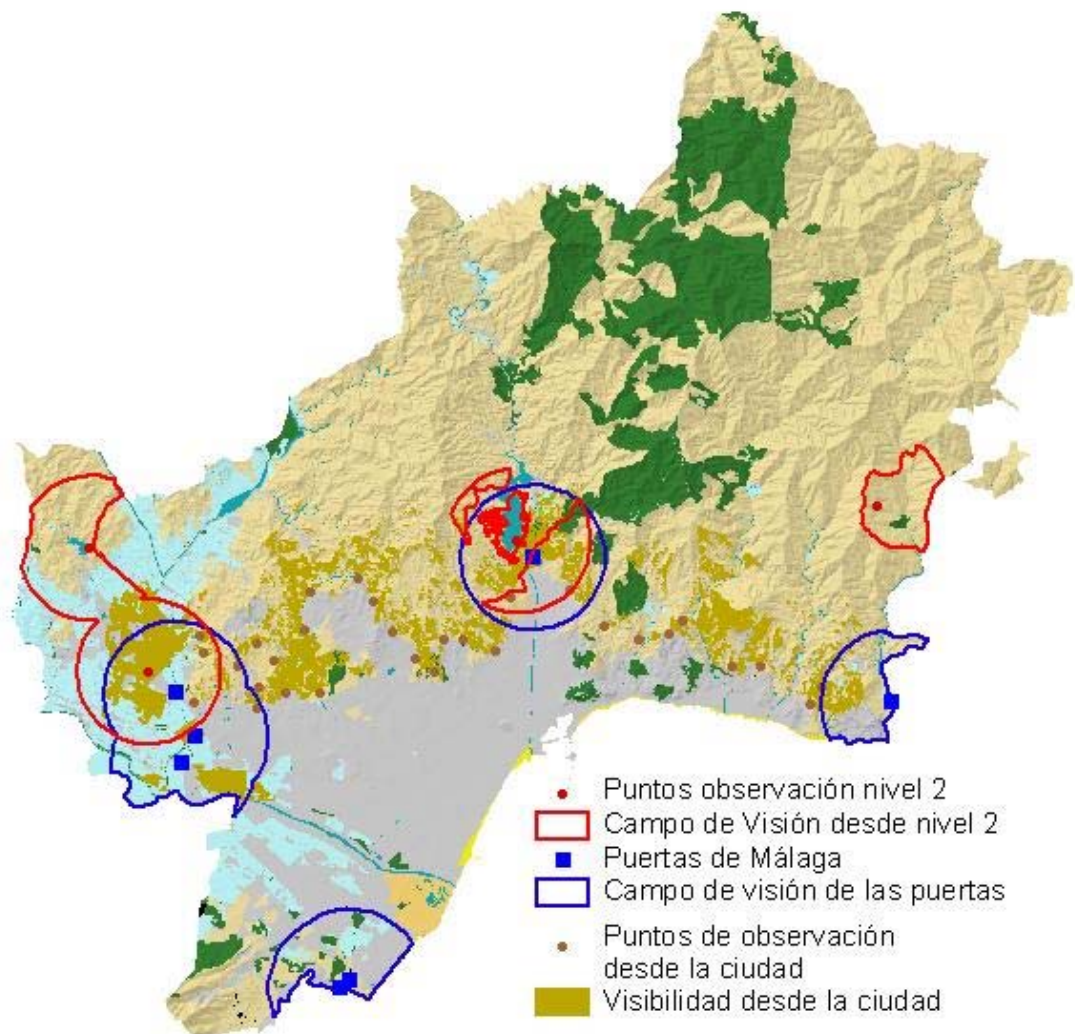 Puntos observación nivel 2
Campo de Visión desde nivel 2
Puertas de Málaga
Campo de visión de las puertas
Puntos de observación
desde la ciudad
Visibilidad desde la ciudad